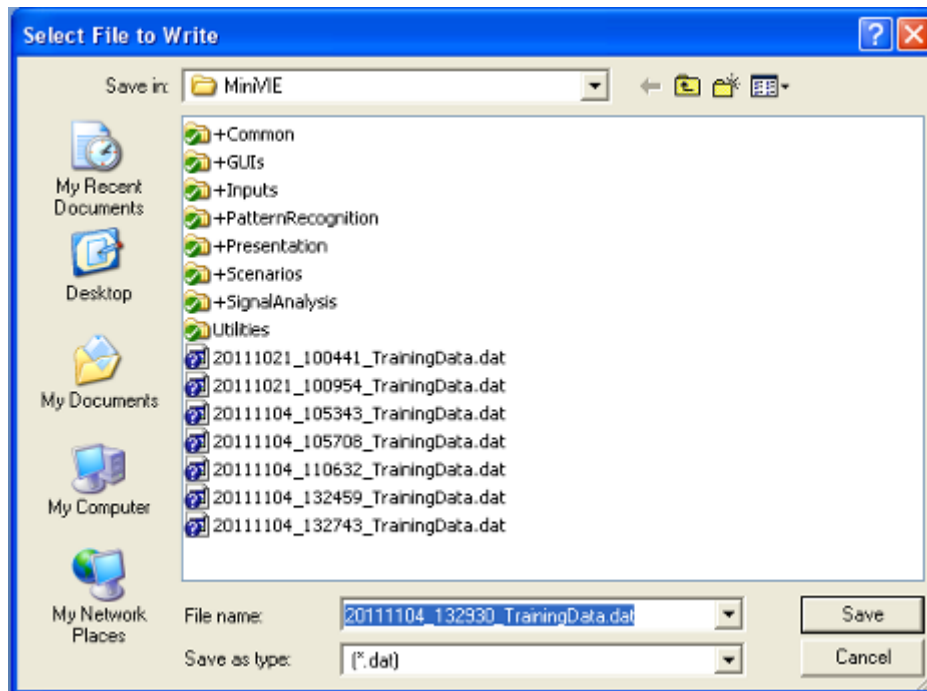 Select File to Write
Save in:
MiniVIE
+Common
+GUIs
+Inputs
+PatternRecognition
+Presentation
+Scenarios
+SignalAnalysis
Utilities
20111021_100441_TrainingData.dat
20111021_100954_TrainingData.dat
20111104_105343_TrainingData.dat
20111104_105708_TrainingData.dat
20111104_110632_TrainingData.dat
20111104_132459_TrainingData.dat
20111104_132743_TrainingData.dat
My Recent
Documents
Desktop
My Documents
My Computer
My Network
Places
File name:
20111104_132930_TrainingData.dat
Save
Save as type:
(*.dat)
Cancel